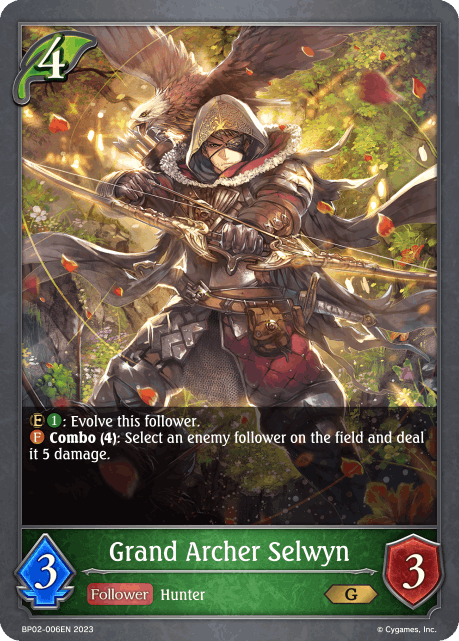 4
E 1: Evolve this follower.
F Combo (4): Select an enemy follower on the field and deal
it 5 damage.
Grand Archer Selwyn
3
Follower Hunter
G
3
BP02-006EN 2023
© Cygames, Inc.